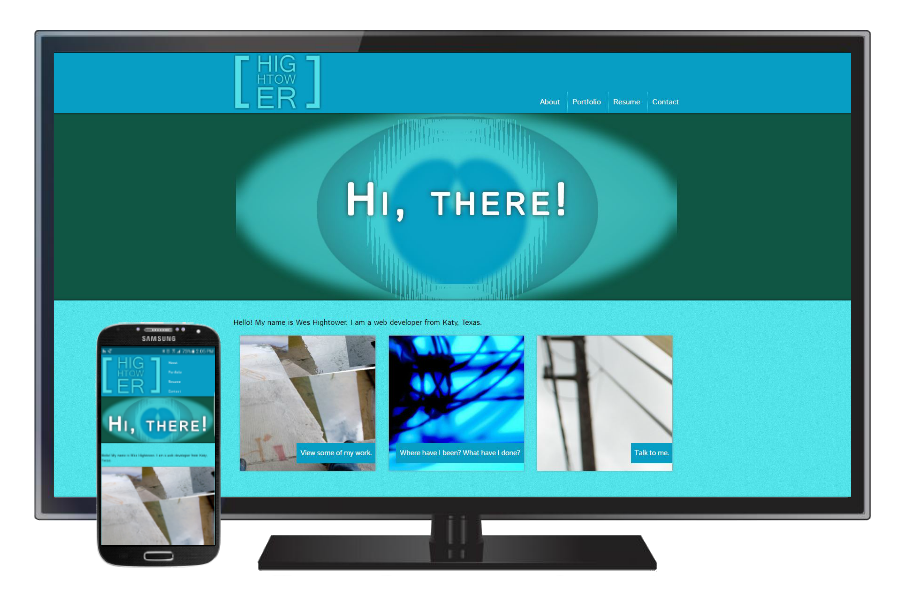 [HIG
HTOW
ER]
About Portfolio Resume Contact
Hi, there!
Hello! My name is Wes Hightower. I am a web developer from Katy, Texas.
View some of my work.
Where have I been? What have I done?
Talk to me.
SAMSUNG
[HIG
HTOW
ER]
About
Portfolio
Resume
Contact
Hi, there!
Hello! My name is Wes Hightower. I am a web developer from Katy,
Texas.